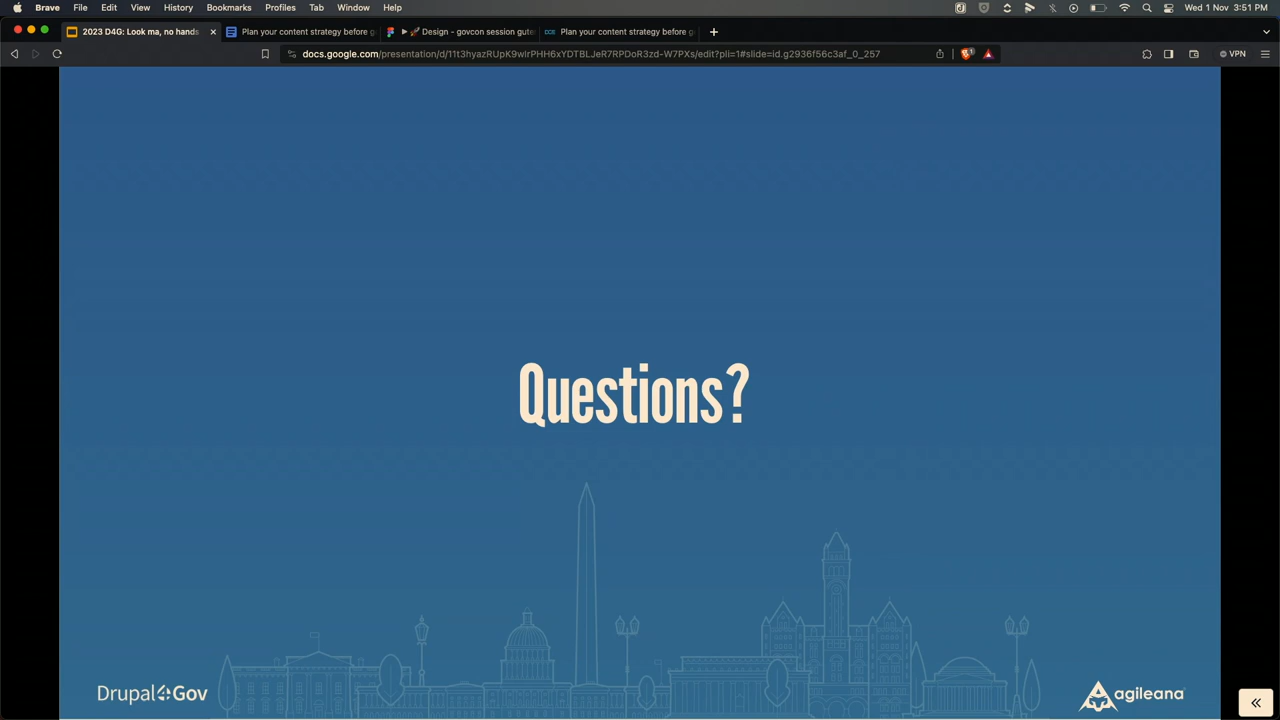 Brave File Edit View History Bookmarks Profiles Tab Window Help Wed 1 Nov 3:51 PM
2023 D4G: Look ma, no hands Plan your content strategy before g Design - govcon session gute Plan your content strategy before g
docs.google.com/presentation/d/11t3hyazRUpK9wIrPHH6xYDTBLJeR7RPDoR3zd-W7PXs/edit?pli=1#slide=id.g2936f56c3af_0_257 VPN
Questions?
Drupal4Gov agileana